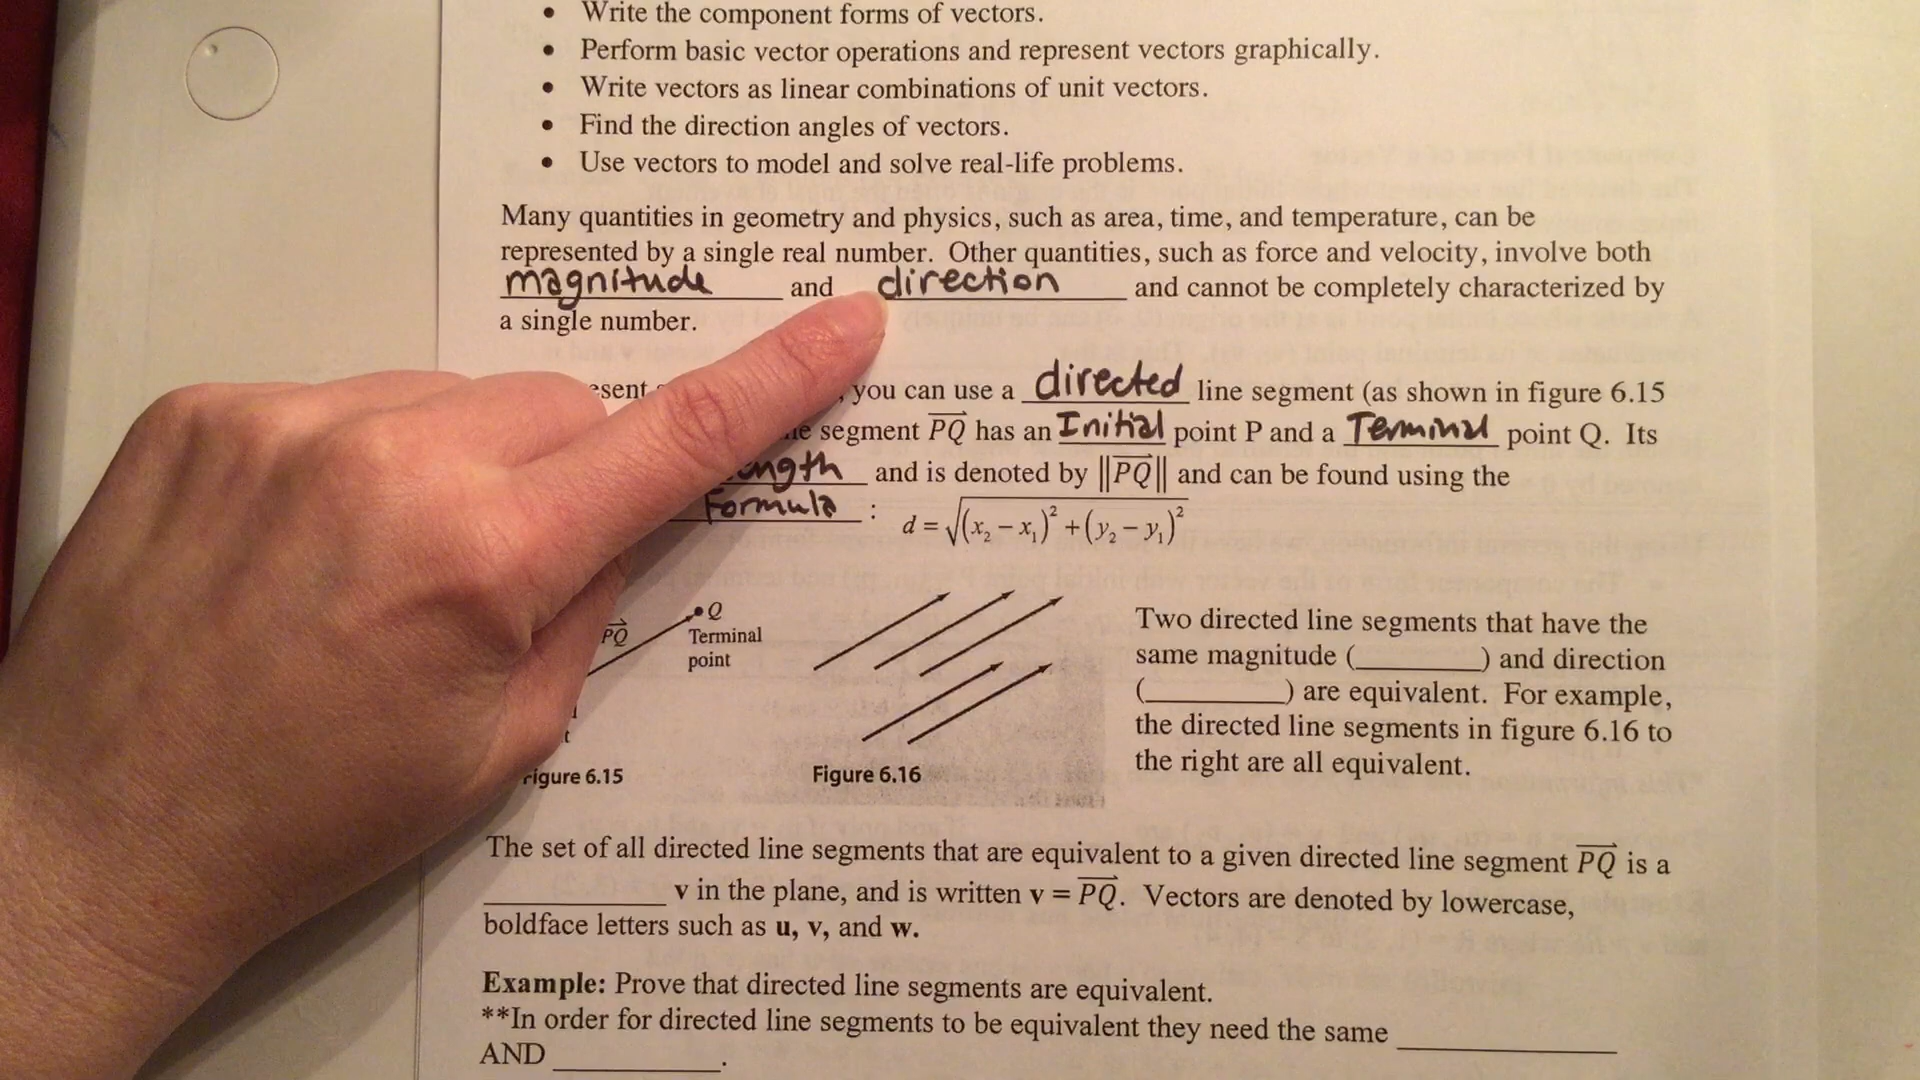 • Write the component forms of vectors.
• Perform basic vector operations and represent vectors graphically.
• Write vectors as linear combinations of unit vectors.
• Find the direction angles of vectors.
• Use vectors to model and solve real-life problems.
Many quantities in geometry and physics, such as area, time, and temperature, can be
represented by a single real number. Other quantities, such as force and velocity, involve both
magnitude and direction and cannot be completely characterized by
a single number.
you can use a directed line segment (as shown in figure 6.15
segment PQ has an Initial point P and a Terminal point Q. Its
and is denoted by ||PQ|| and can be found using the
Formula : d = √(x₂ − x₁)² + (y₂ − y₁)²
Q
PQ Terminal
point
Figure 6.15
Figure 6.16
Two directed line segments that have the
same magnitude (________) and direction
(_________) are equivalent. For example,
the directed line segments in figure 6.16 to
the right are all equivalent.
The set of all directed line segments that are equivalent to a given directed line segment PQ is a
____________ v in the plane, and is written v = PQ. Vectors are denoted by lowercase,
boldface letters such as u, v, and w.
Example: Prove that directed line segments are equivalent.
**In order for directed line segments to be equivalent they need the same ______________
AND ___________.